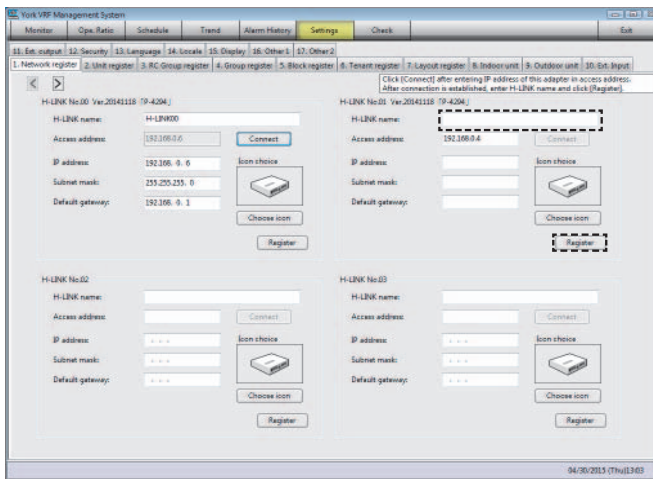 York VRF Management System
Monitor Ope. Ratio Schedule Trend Alarm History Settings Check Exit
11. Ext. output 12. Security 13. Language 14. Locale 15. Display 16. Other1 17. Other2
1. Network register 2. Unit register 3. RC Group register 4. Group register 5. Block register 6. Tenant register 7. Layout register 8. Indoor unit 9. Outdoor unit 10. Ext. Input
Click [Connect] after entering IP address of this adapter in access address.
After connection is established, enter H-LINK name and click [Register].
H-LINK No.00 Ver.20141118 [TP-4294_]
H-LINK name: H-LINK00
Access address: 192.168.0.6 Connect
IP address: 192.168. 0. 6 Icon choice
Subnet mask: 255.255.255. 0
Default gateway: 192.168. 0. 1
Choose icon
Register
H-LINK No.01 Ver.20141118 [TP-4294_]
H-LINK name:
Access address: 192.168.0.4 Connect
IP address: . . . Icon choice
Subnet mask: . . .
Default gateway: . . .
Choose icon
Register
H-LINK No.02
H-LINK name:
Access address: Connect
IP address: . . . Icon choice
Subnet mask: . . .
Default gateway: . . .
Choose icon
Register
H-LINK No.03
H-LINK name:
Access address: Connect
IP address: . . . Icon choice
Subnet mask: . . .
Default gateway: . . .
Choose icon
Register
04/30/2015 (Thu)13:03